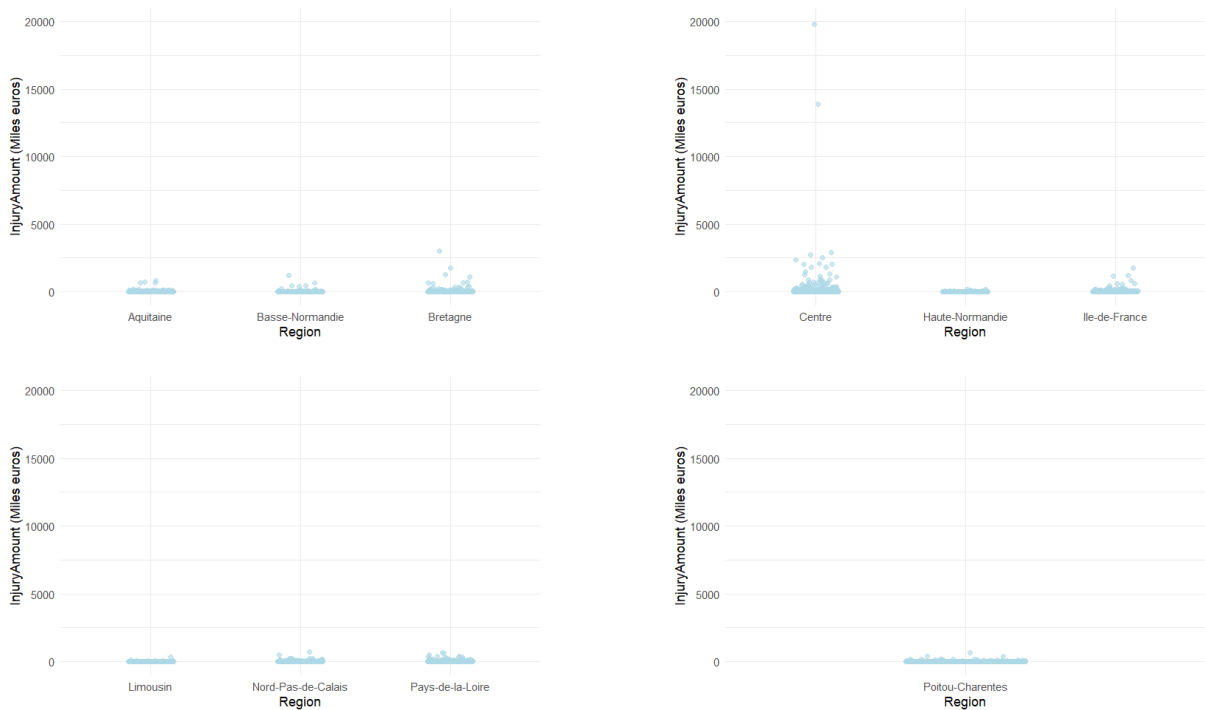 InjuryAmount (Miles euros)
20000
15000
10000
5000
0
Aquitaine Basse-Normandie Bretagne
Region
InjuryAmount (Miles euros)
20000
15000
10000
5000
0
Centre Haute-Normandie Ile-de-France
Region
InjuryAmount (Miles euros)
20000
15000
10000
5000
0
Limousin Nord-Pas-de-Calais Pays-de-la-Loire
Region
InjuryAmount (Miles euros)
20000
15000
10000
5000
0
Poitou-Charentes
Region